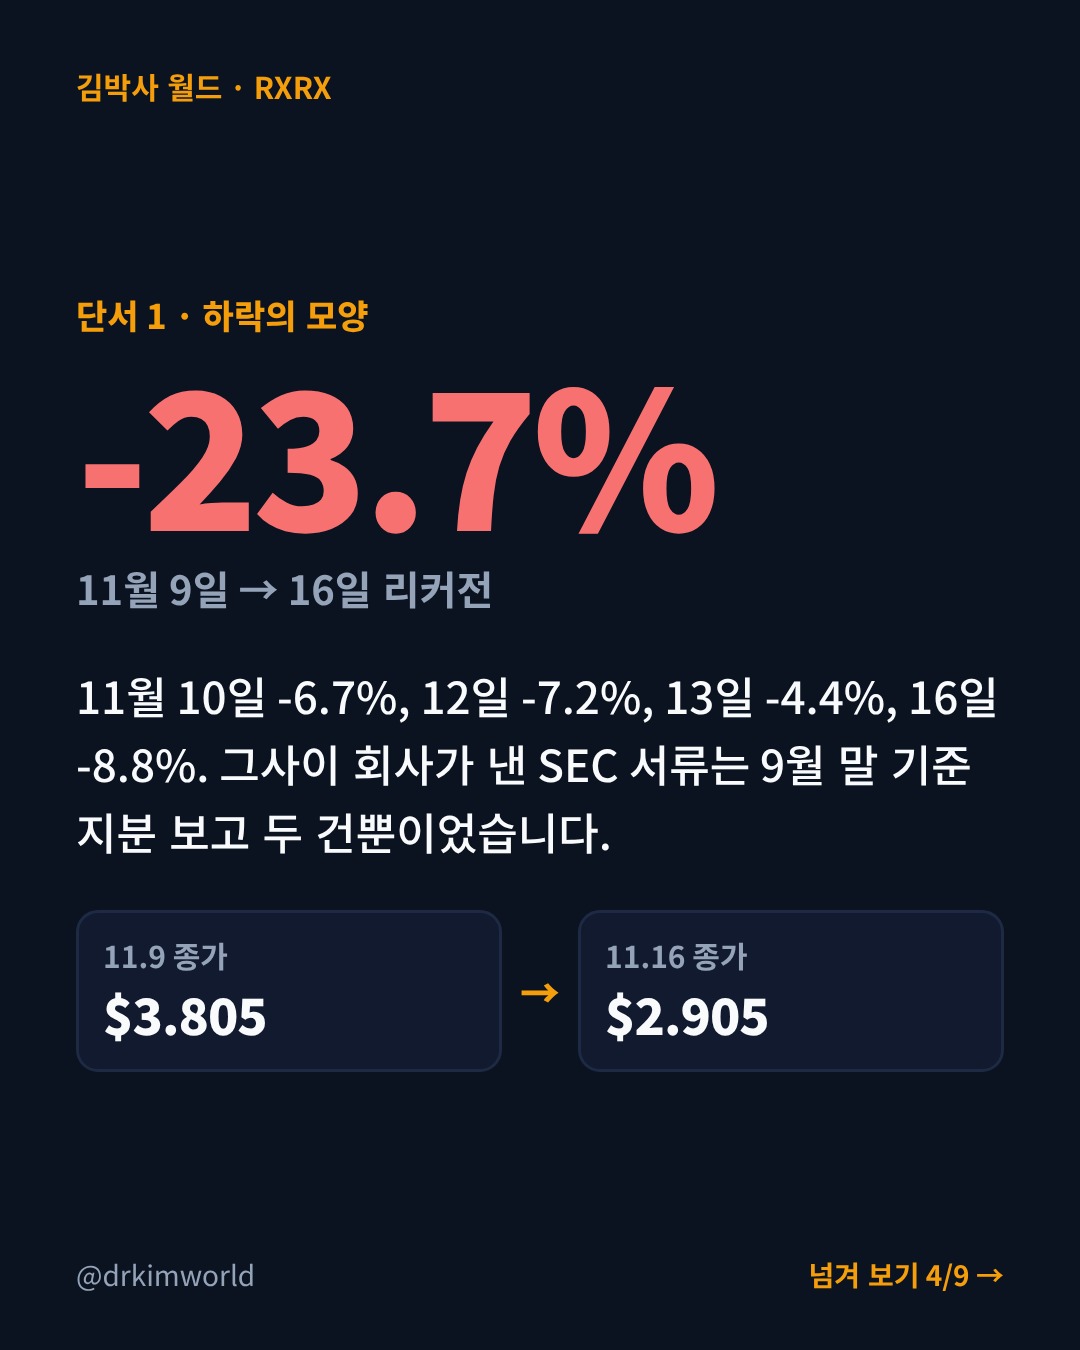 김박사 월드 · RXRX
단서 1 · 하락의 모양
-23.7%
11월 9일 → 16일 리커전
11월 10일 -6.7%, 12일 -7.2%, 13일 -4.4%, 16일
-8.8%. 그사이 회사가 낸 SEC 서류는 9월 말 기준
지분 보고 두 건뿐이었습니다.
11.9 종가
$3.805
→
11.16 종가
$2.905
@drkimworld
넘겨 보기 4/9 →